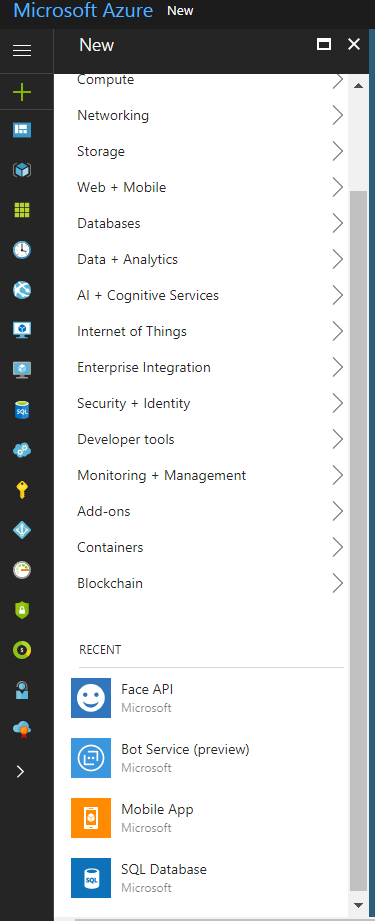 Microsoft Azure New
New
Compute
Networking
Storage
Web + Mobile
Databases
Data + Analytics
AI + Cognitive Services
Internet of Things
Enterprise Integration
Security + Identity
Developer tools
Monitoring + Management
Add-ons
Containers
Blockchain
RECENT
Face API
Microsoft
Bot Service (preview)
Microsoft
Mobile App
Microsoft
SQL Database
Microsoft
SQL
SQL